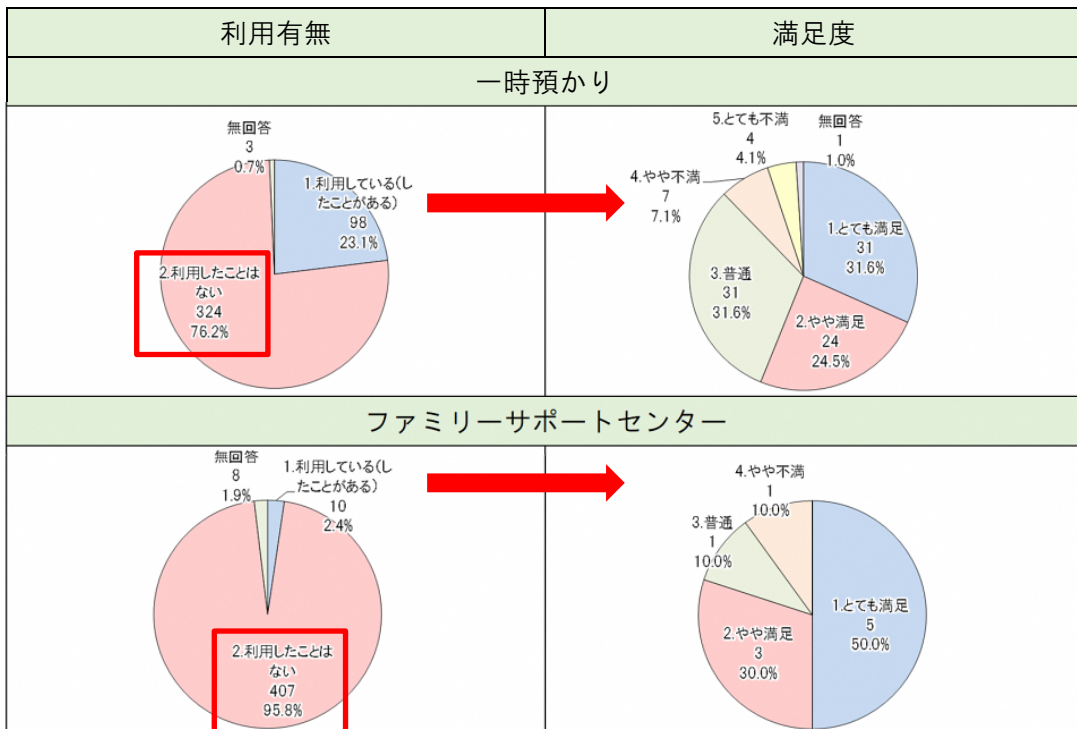 利用有無
満足度
一時預かり
無回答
3
0.7%
1.利用している(し
たことがある)
98
23.1%
2.利用したことは
ない
324
76.2%
5.とても不満
4
4.1%
無回答
1
1.0%
4.やや不満
7
7.1%
1.とても満足
31
31.6%
3.普通
31
31.6%
2.やや満足
24
24.5%
ファミリーサポートセンター
無回答
8
1.9%
1.利用している(し
たことがある)
10
2.4%
2.利用したことは
ない
407
95.8%
4.やや不満
1
10.0%
3.普通
1
10.0%
1.とても満足
5
50.0%
2.やや満足
3
30.0%